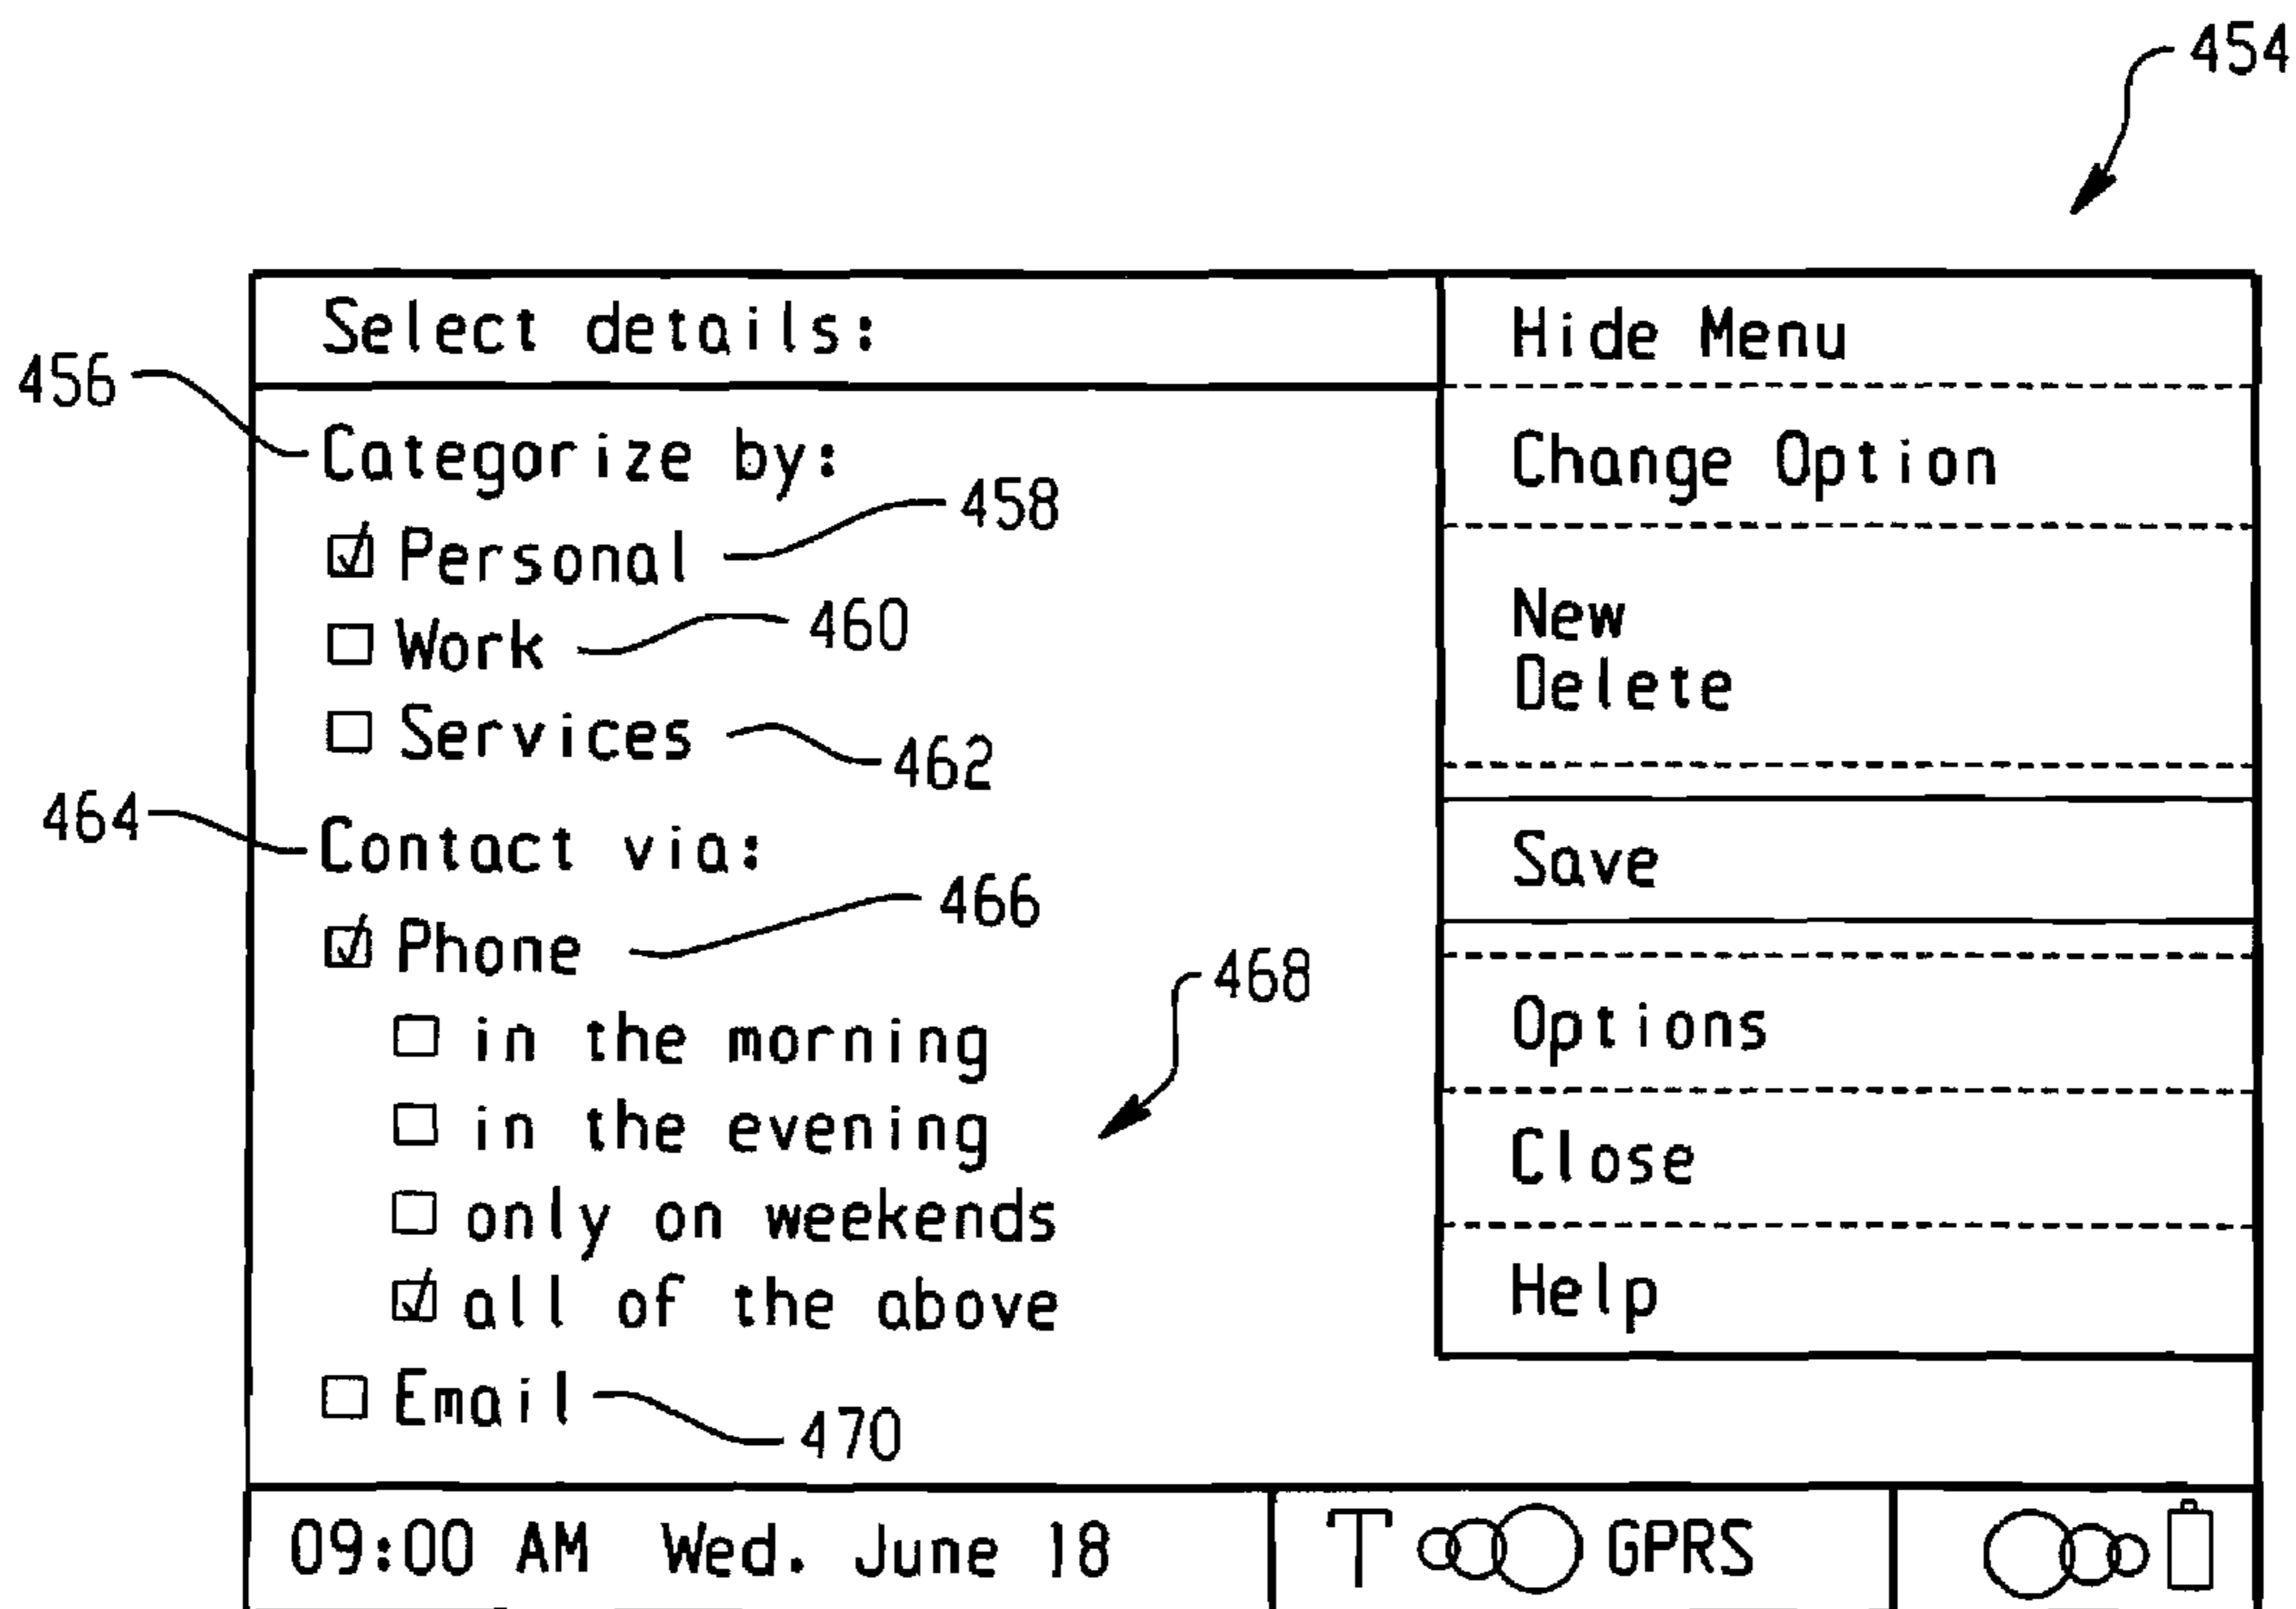 454
Select details:
Hide Menu
456
Categorize by:
Change Option
458
Personal
460
Work
New
Delete
Services
462
464
Contact via:
Save
466
Phone
468
in the morning
Options
in the evening
Close
only on weekends
all of the above
Help
Email
470
09:00 AM Wed. June 18
T GPRS